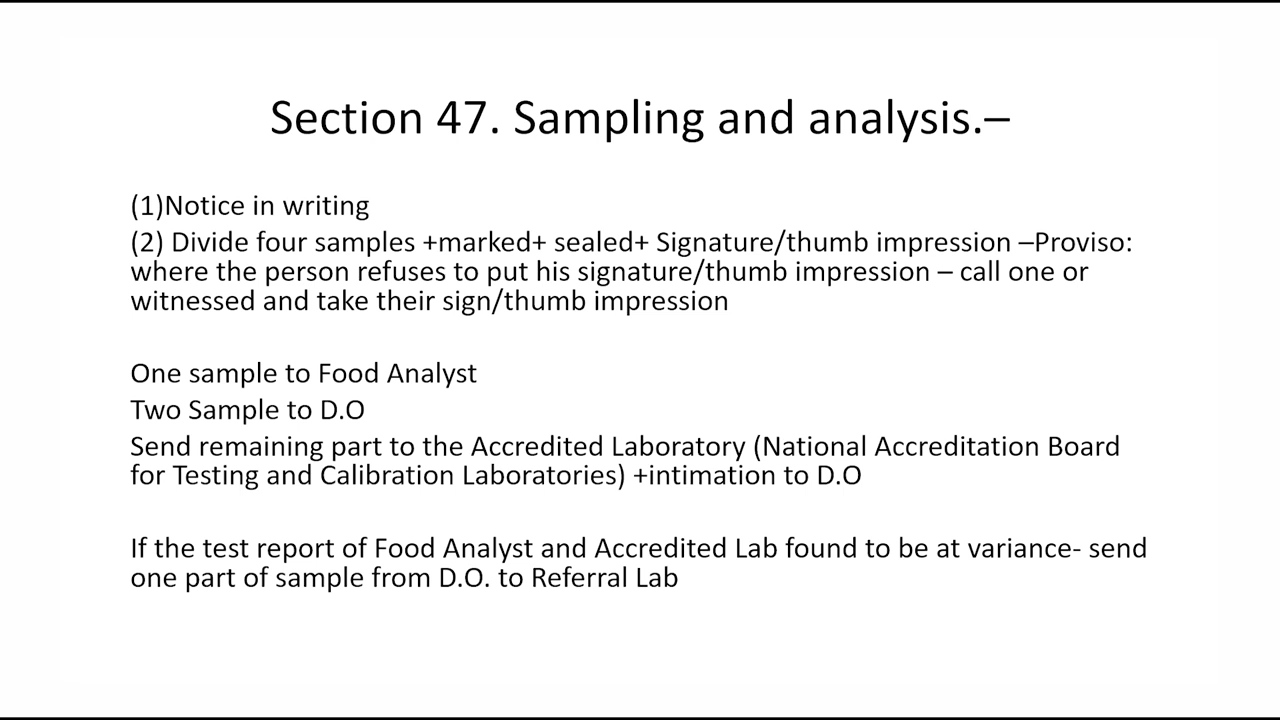 Section 47. Sampling and analysis.–
(1)Notice in writing
(2) Divide four samples +marked+ sealed+ Signature/thumb impression –Proviso:
where the person refuses to put his signature/thumb impression – call one or
witnessed and take their sign/thumb impression
One sample to Food Analyst
Two Sample to D.O
Send remaining part to the Accredited Laboratory (National Accreditation Board
for Testing and Calibration Laboratories) +intimation to D.O
If the test report of Food Analyst and Accredited Lab found to be at variance- send
one part of sample from D.O. to Referral Lab